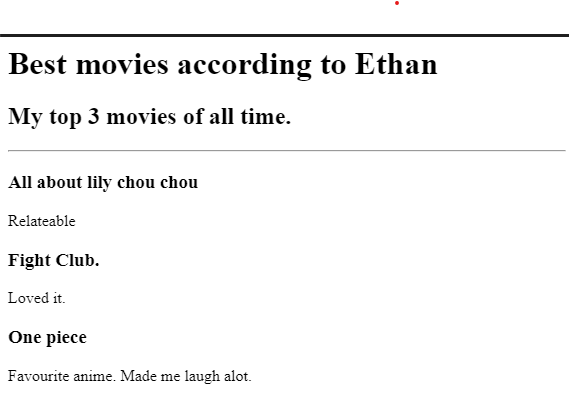 Best movies according to Ethan
My top 3 movies of all time.
All about lily chou chou
Relateable
Fight Club.
Loved it.
One piece
Favourite anime. Made me laugh alot.